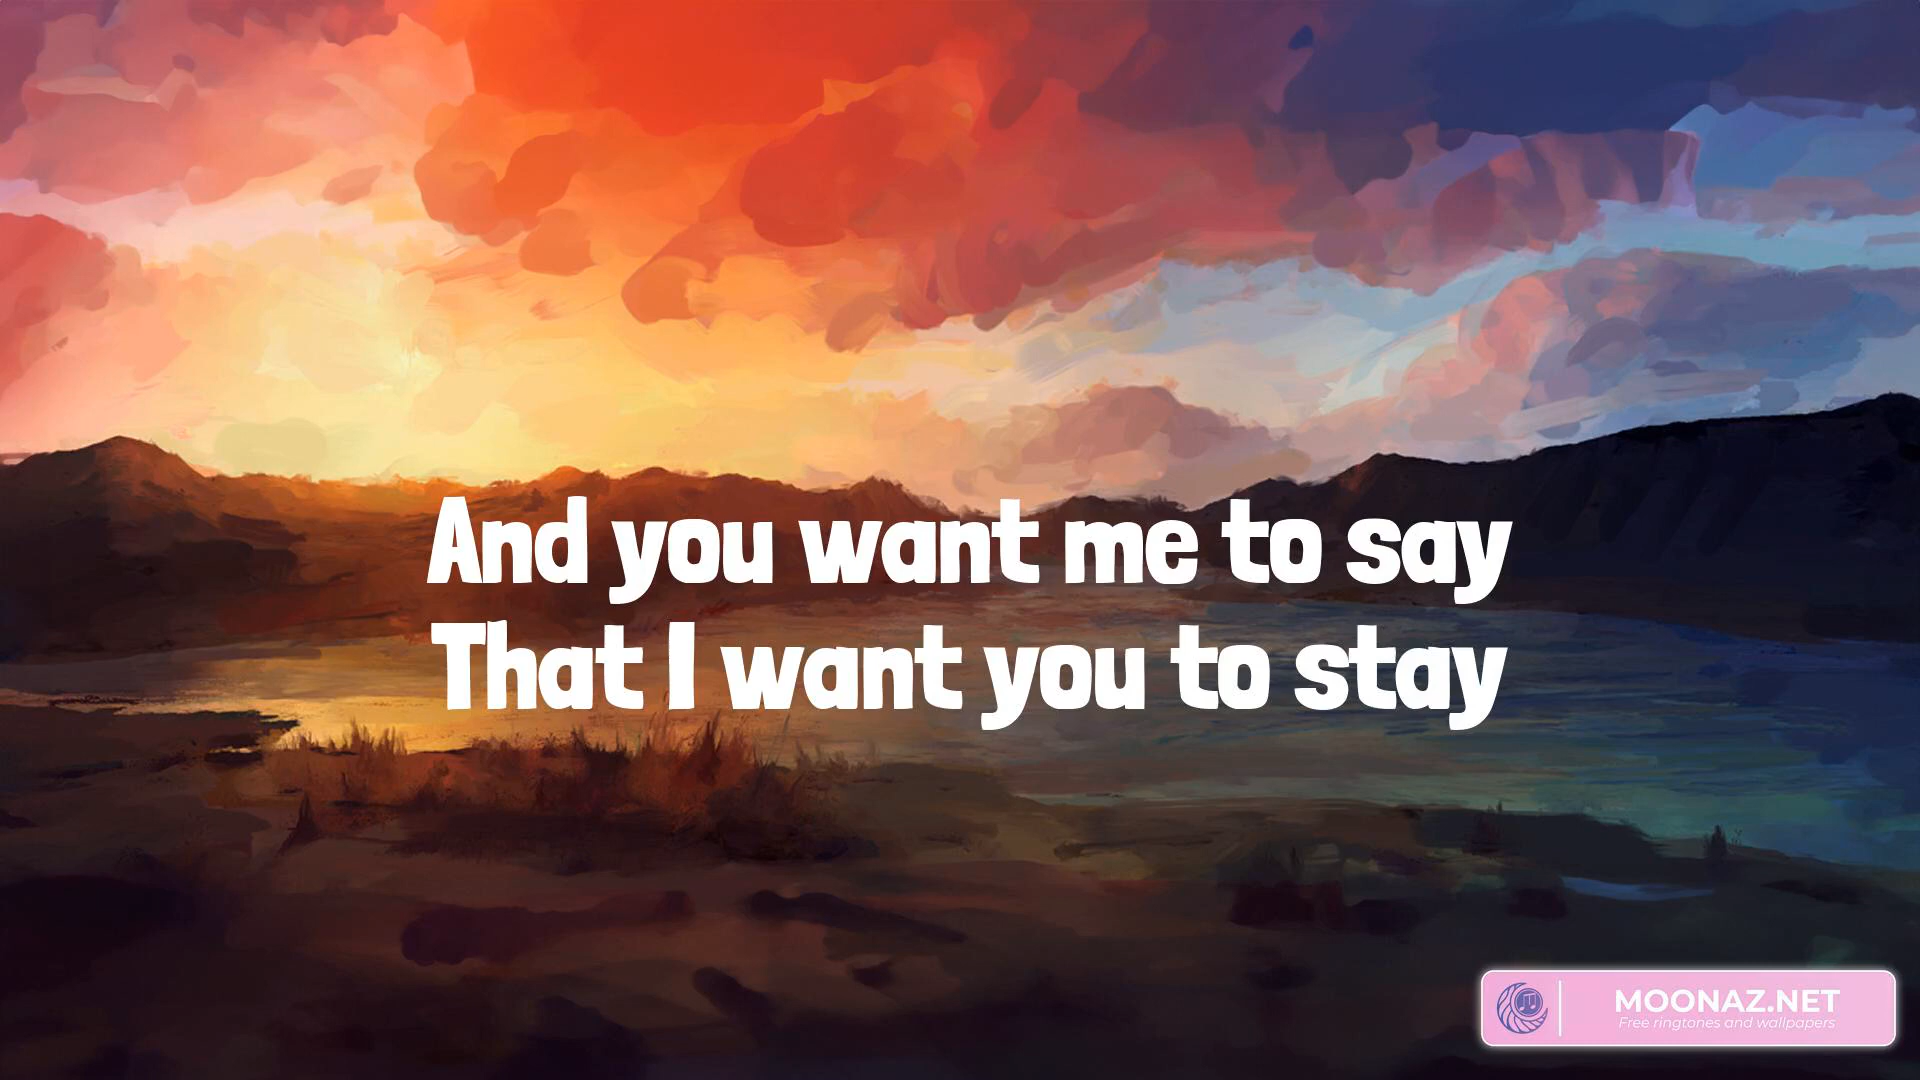 And you want me to say
That I want you to stay
MOONAZ.NET
Free ringtones and wallpapers